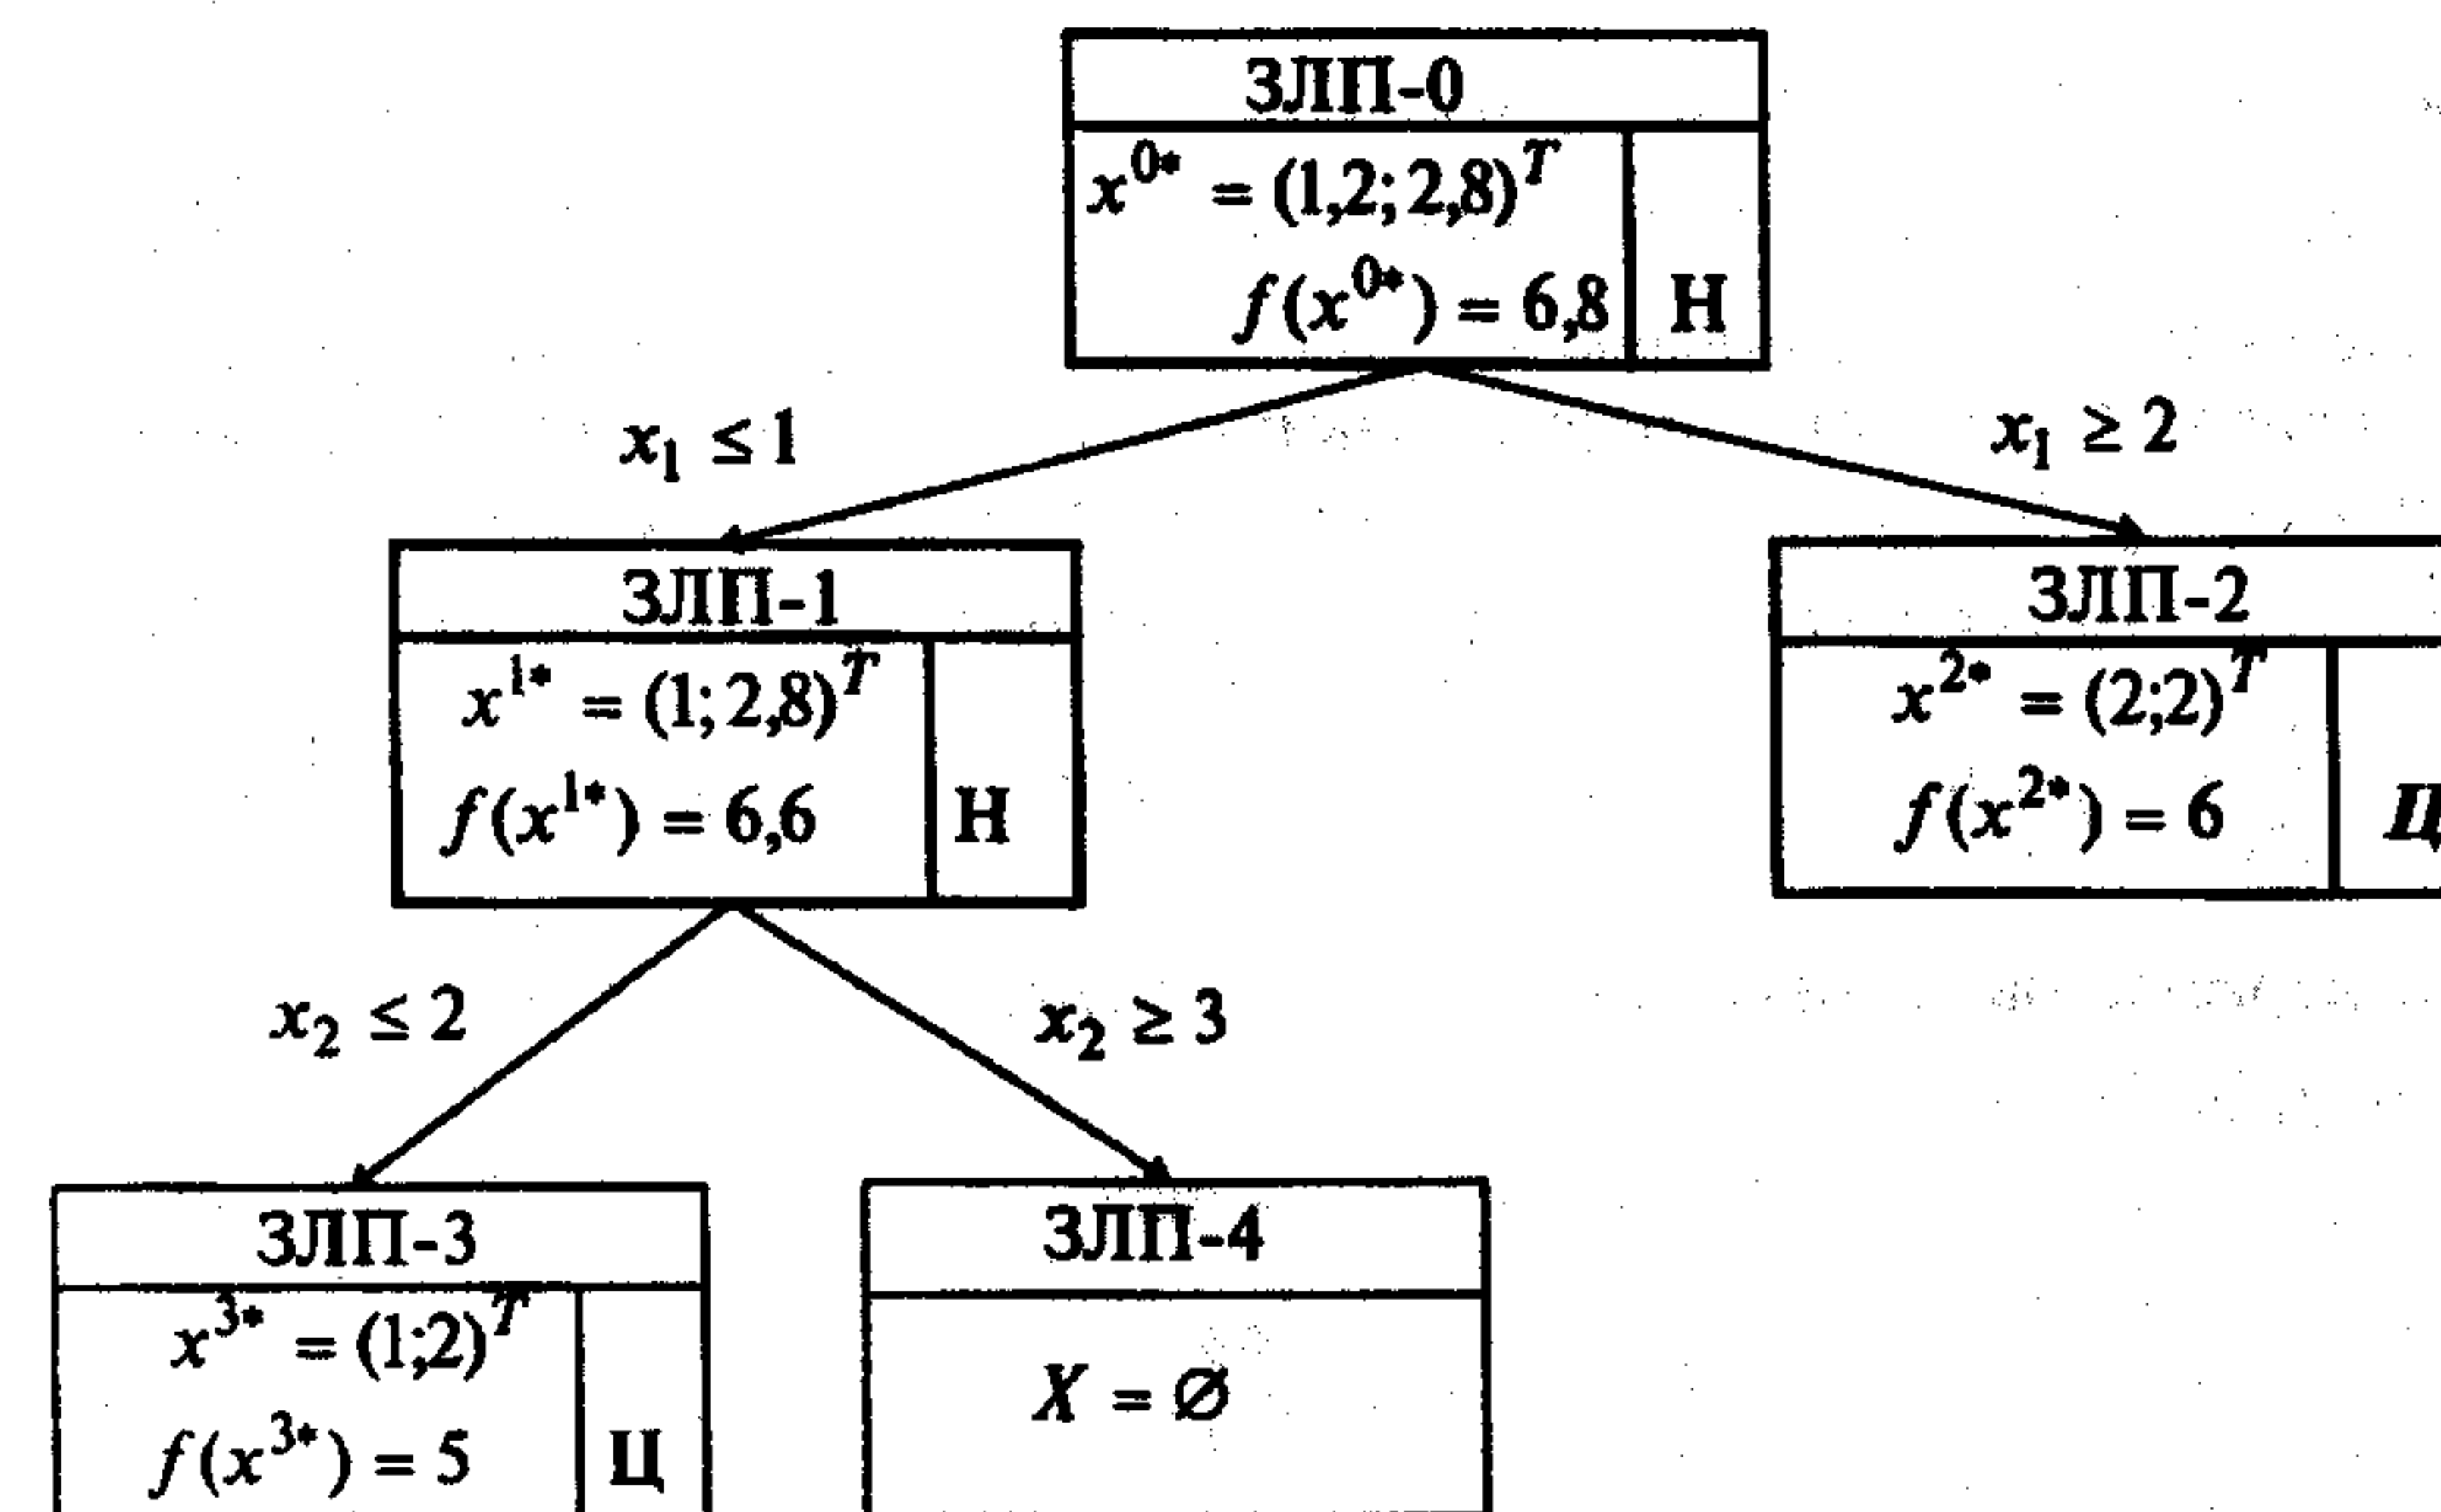 ЗЛП-0
x^{0*} = (1,2; 2,8)^T
f(x^{0*}) = 6,8 Н
x_1 ≤ 1
x_1 ≥ 2
ЗЛП-1
x^{1*} = (1; 2,8)^T
f(x^{1*}) = 6,6 Н
ЗЛП-2
x^{2*} = (2;2)^T
f(x^{2*}) = 6 Ц
x_2 ≤ 2
x_2 ≥ 3
ЗЛП-3
x^{3*} = (1;2)^T
f(x^{3*}) = 5 Ц
ЗЛП-4
X = Ø